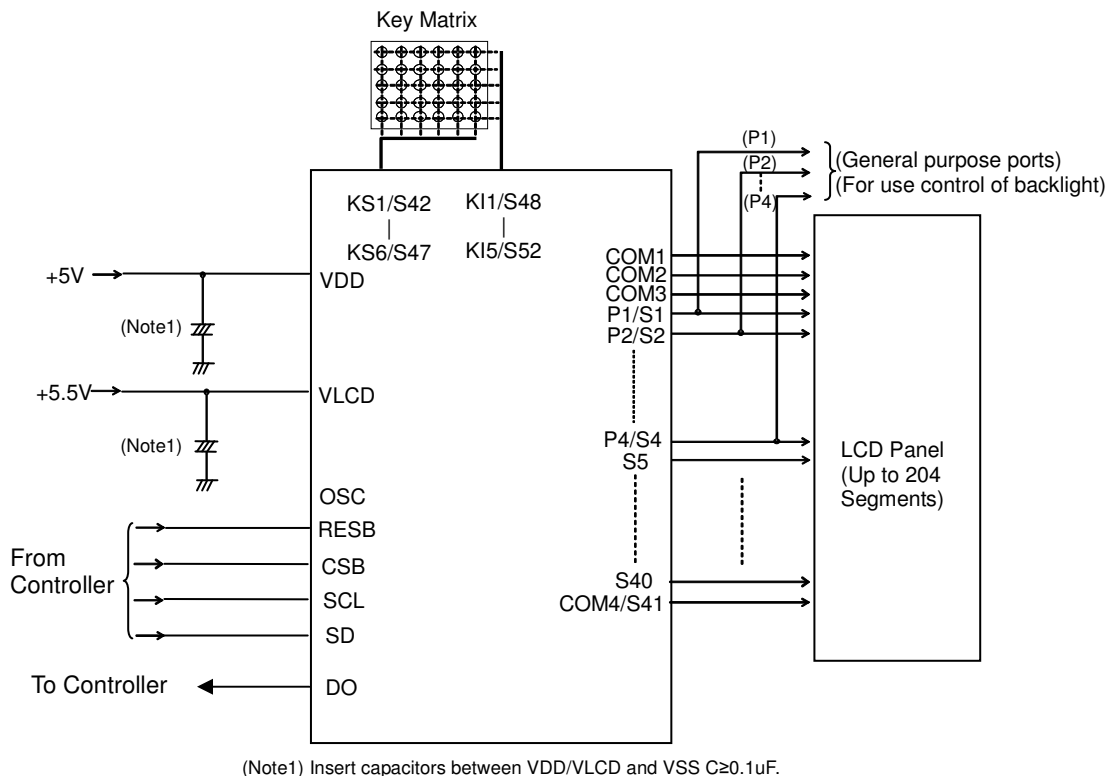 Key Matrix
KS1/S42
KS6/S47
KI1/S48
KI5/S52
(P1)
(P2)
(P4)
(General purpose ports)
(For use control of backlight)
+5V
VDD
(Note1)
+5.5V
VLCD
(Note1)
OSC
RESB
CSB
SCL
SD
DO
From
Controller
To Controller
COM1
COM2
COM3
P1/S1
P2/S2
P4/S4
S5
S40
COM4/S41
LCD Panel
(Up to 204
Segments)
(Note1) Insert capacitors between VDD/VLCD and VSS C≥0.1uF.